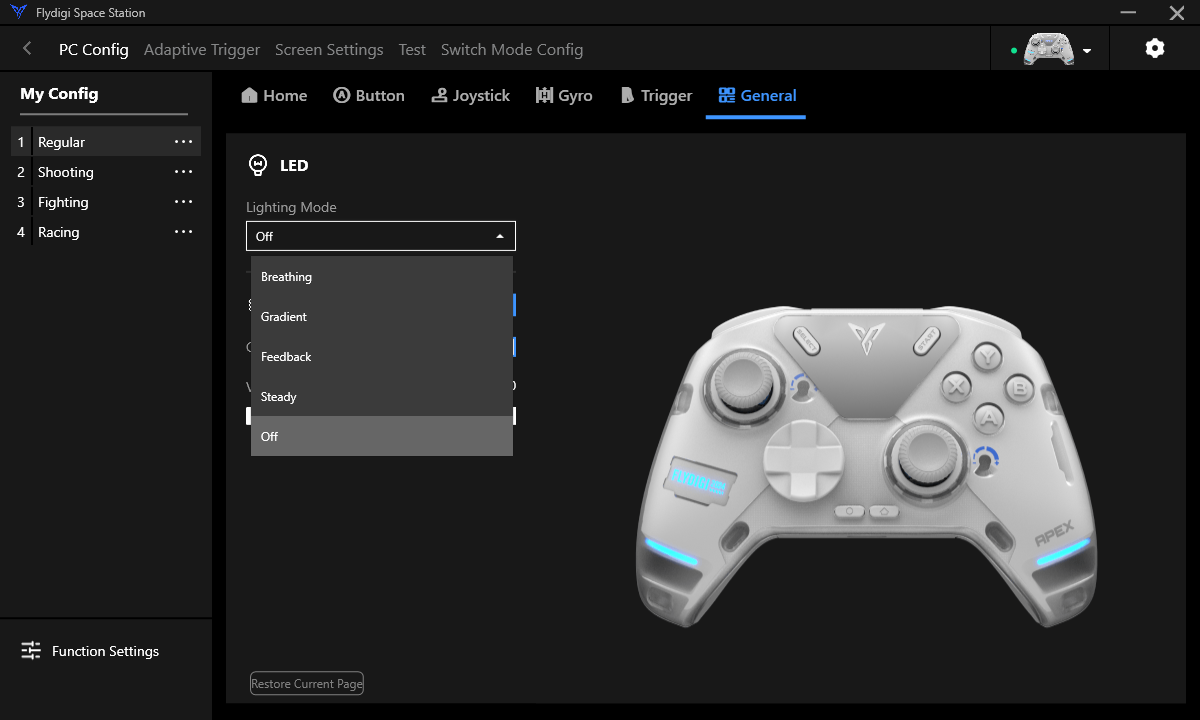 Flydigi Space Station
PC Config Adaptive Trigger Screen Settings Test Switch Mode Config
My Config
1 Regular
2 Shooting
3 Fighting
4 Racing
Function Settings
Home Button Joystick Gyro Trigger General
LED
Lighting Mode
Off
Breathing
Gradient
Feedback
Steady
Off
SELECT START
Y
X B
A
FLYDIGI
APEX
Restore Current Page